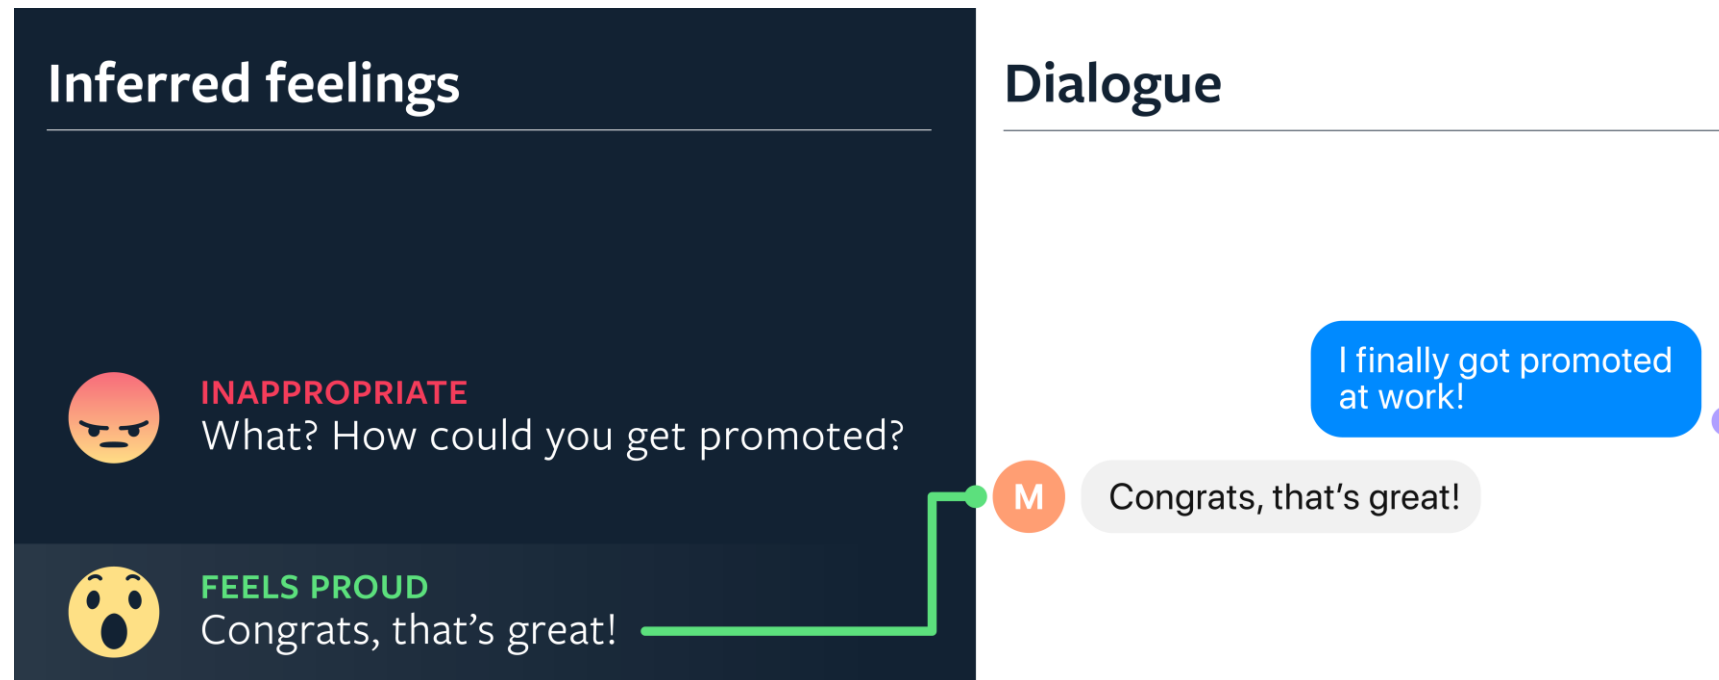 Inferred feelings
INAPPROPRIATE
What? How could you get promoted?
FEELS PROUD
Congrats, that’s great!
Dialogue
I finally got promoted
at work!
M
Congrats, that’s great!